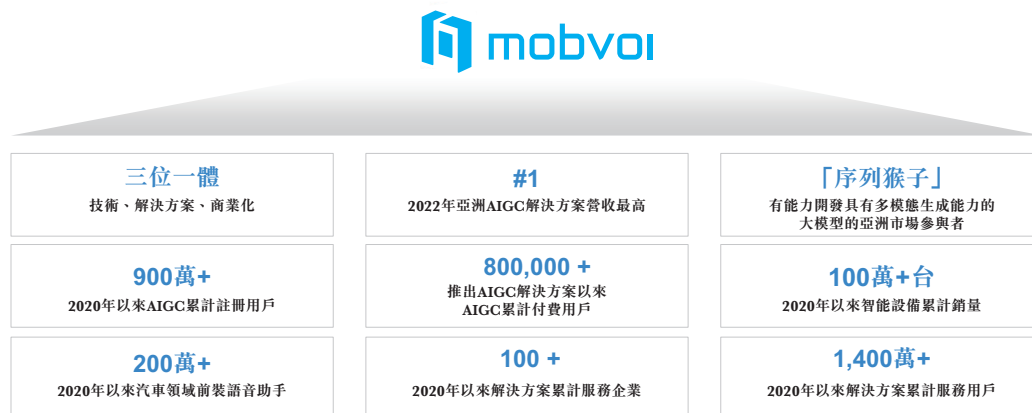 mobvoi
三位一體
技術、解決方案、商業化
#1
2022年亞洲AIGC解決方案營收最高
「序列猴子」
有能力開發具有多模態生成能力的
大模型的亞洲市場參與者
900萬+
2020年以來AIGC累計註冊用戶
800,000 +
推出AIGC解決方案以來
AIGC累計付費用戶
100萬+台
2020年以來智能設備累計銷量
200萬+
2020年以來汽車領域前裝語音助手
100 +
2020年以來解決方案累計服務企業
1,400萬+
2020年以來解決方案累計服務用戶